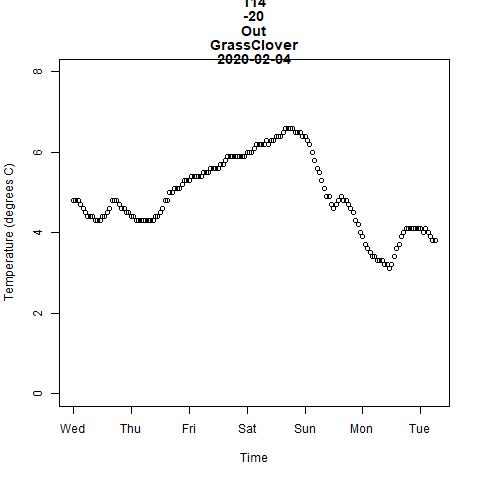 114
-20
Out
GrassClover
2020-02-04
8
6
4
2
0
Temperature (degrees C)
Wed Thu Fri Sat Sun Mon Tue
Time